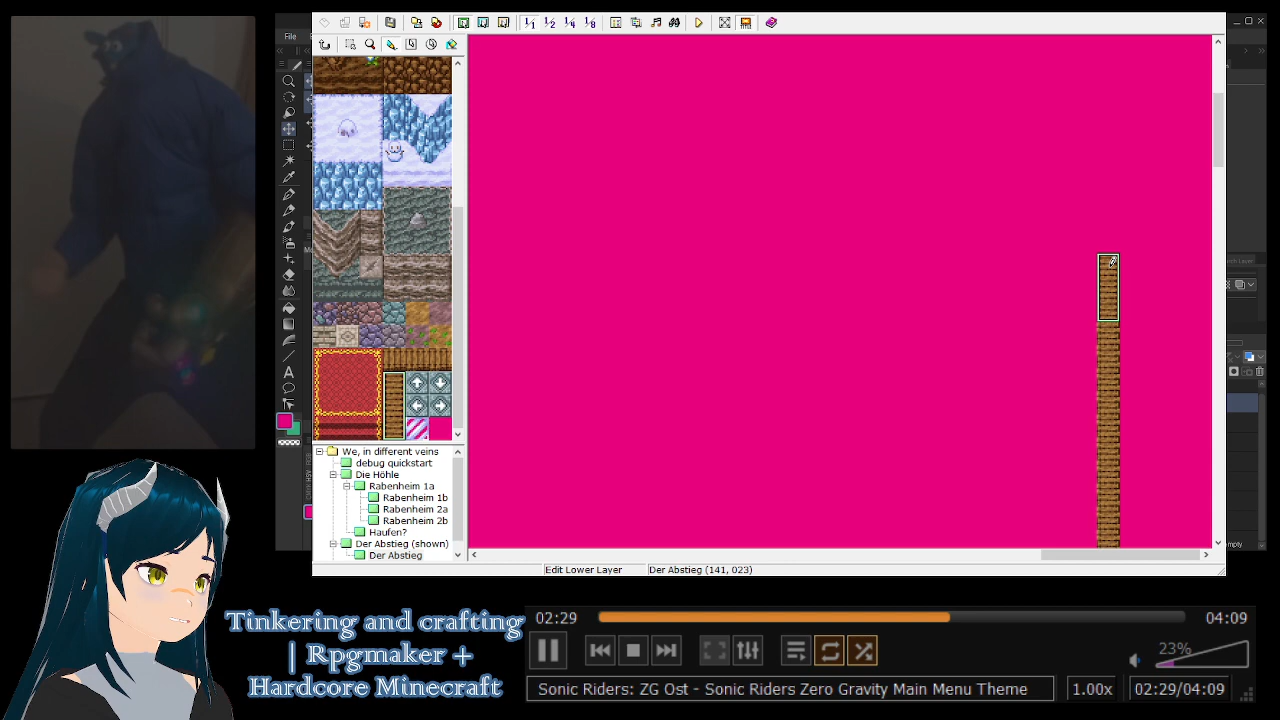 File
We, in different veins
debug quickstart
Die Höhle
Rabenheim 1a
Rabenheim 1b
Rabenheim 2a
Rabenheim 2b
Haufen?
Der Abstieg (shown)
Der Abstieg
Edit Lower Layer
Der Abstieg (141, 023)
Tinkering and crafting
| Rpgmaker +
Hardcore Minecraft
02:29
04:09
23%
Sonic Riders: ZG Ost - Sonic Riders Zero Gravity Main Menu Theme
1.00x
02:29/04:09